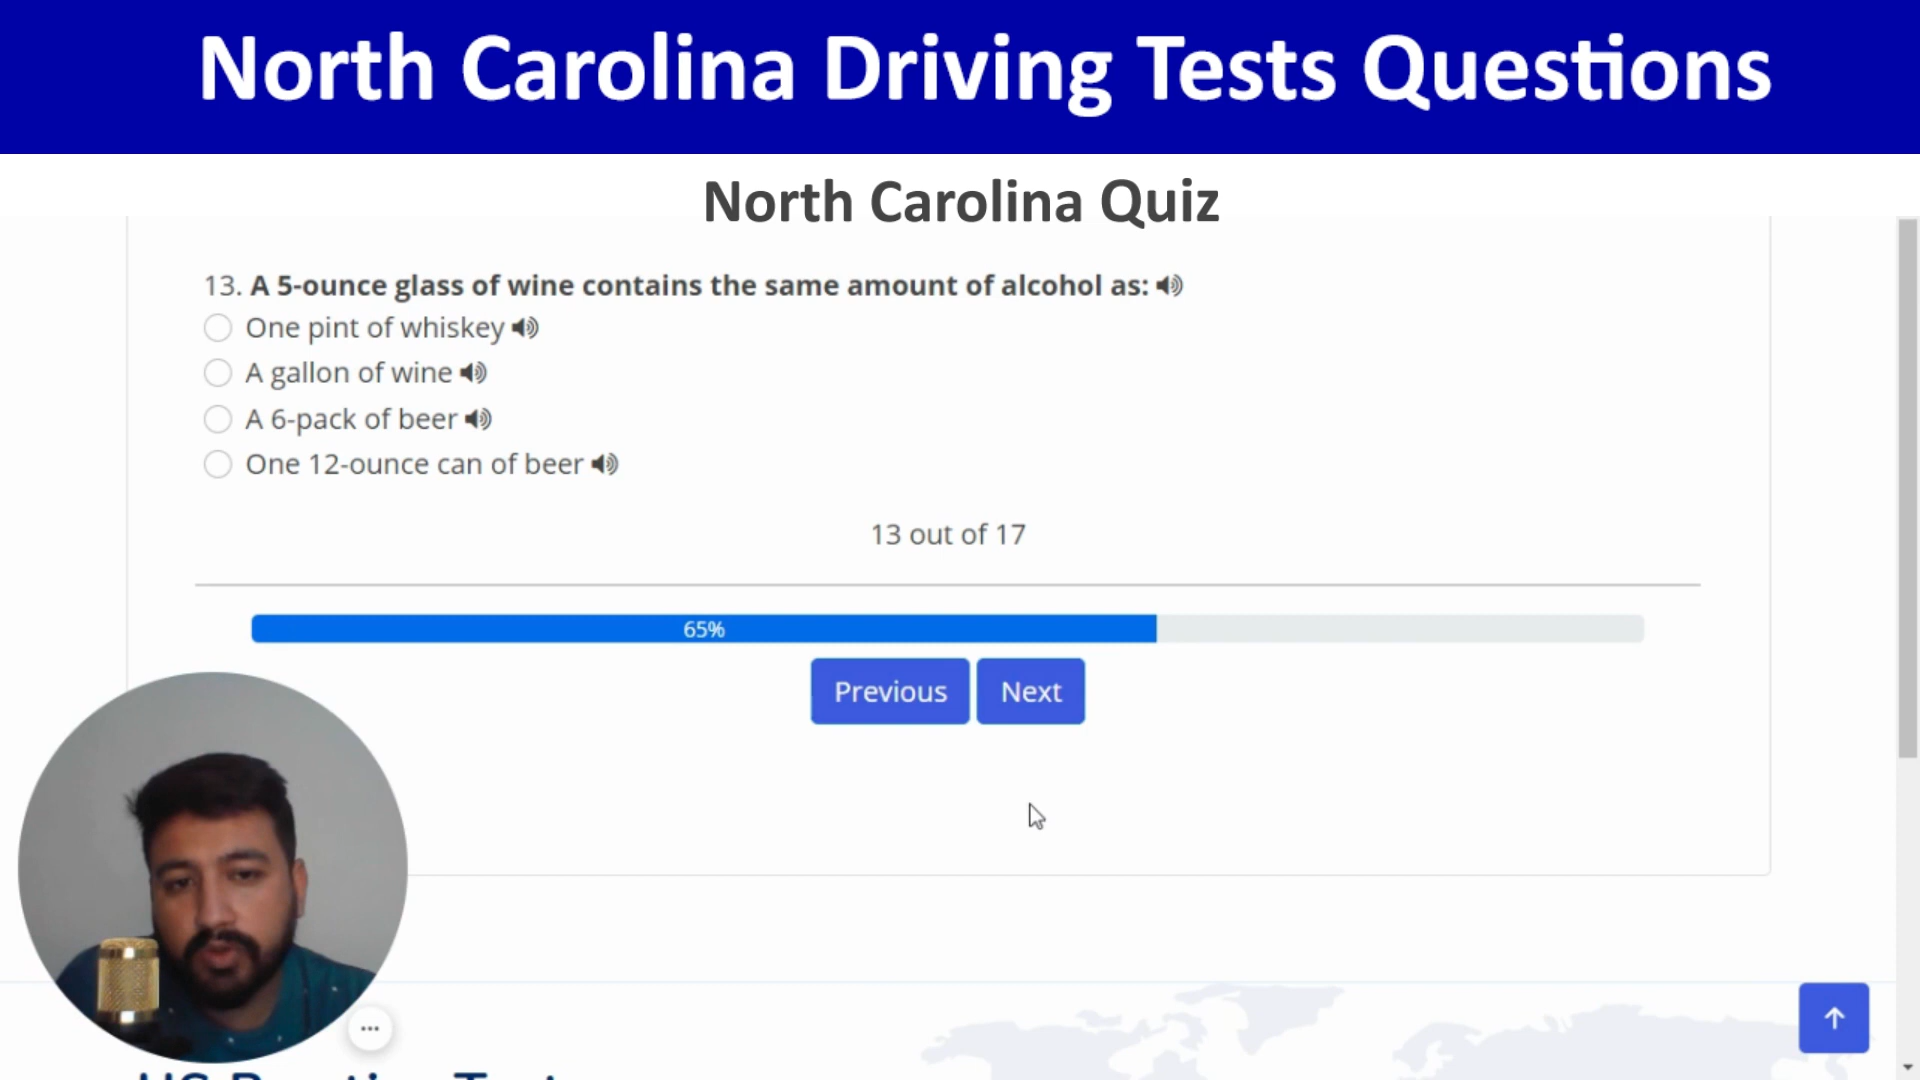 North Carolina Driving Tests Questions
North Carolina Quiz
13. A 5-ounce glass of wine contains the same amount of alcohol as:
One pint of whiskey
A gallon of wine
A 6-pack of beer
One 12-ounce can of beer
13 out of 17
65%
Previous Next